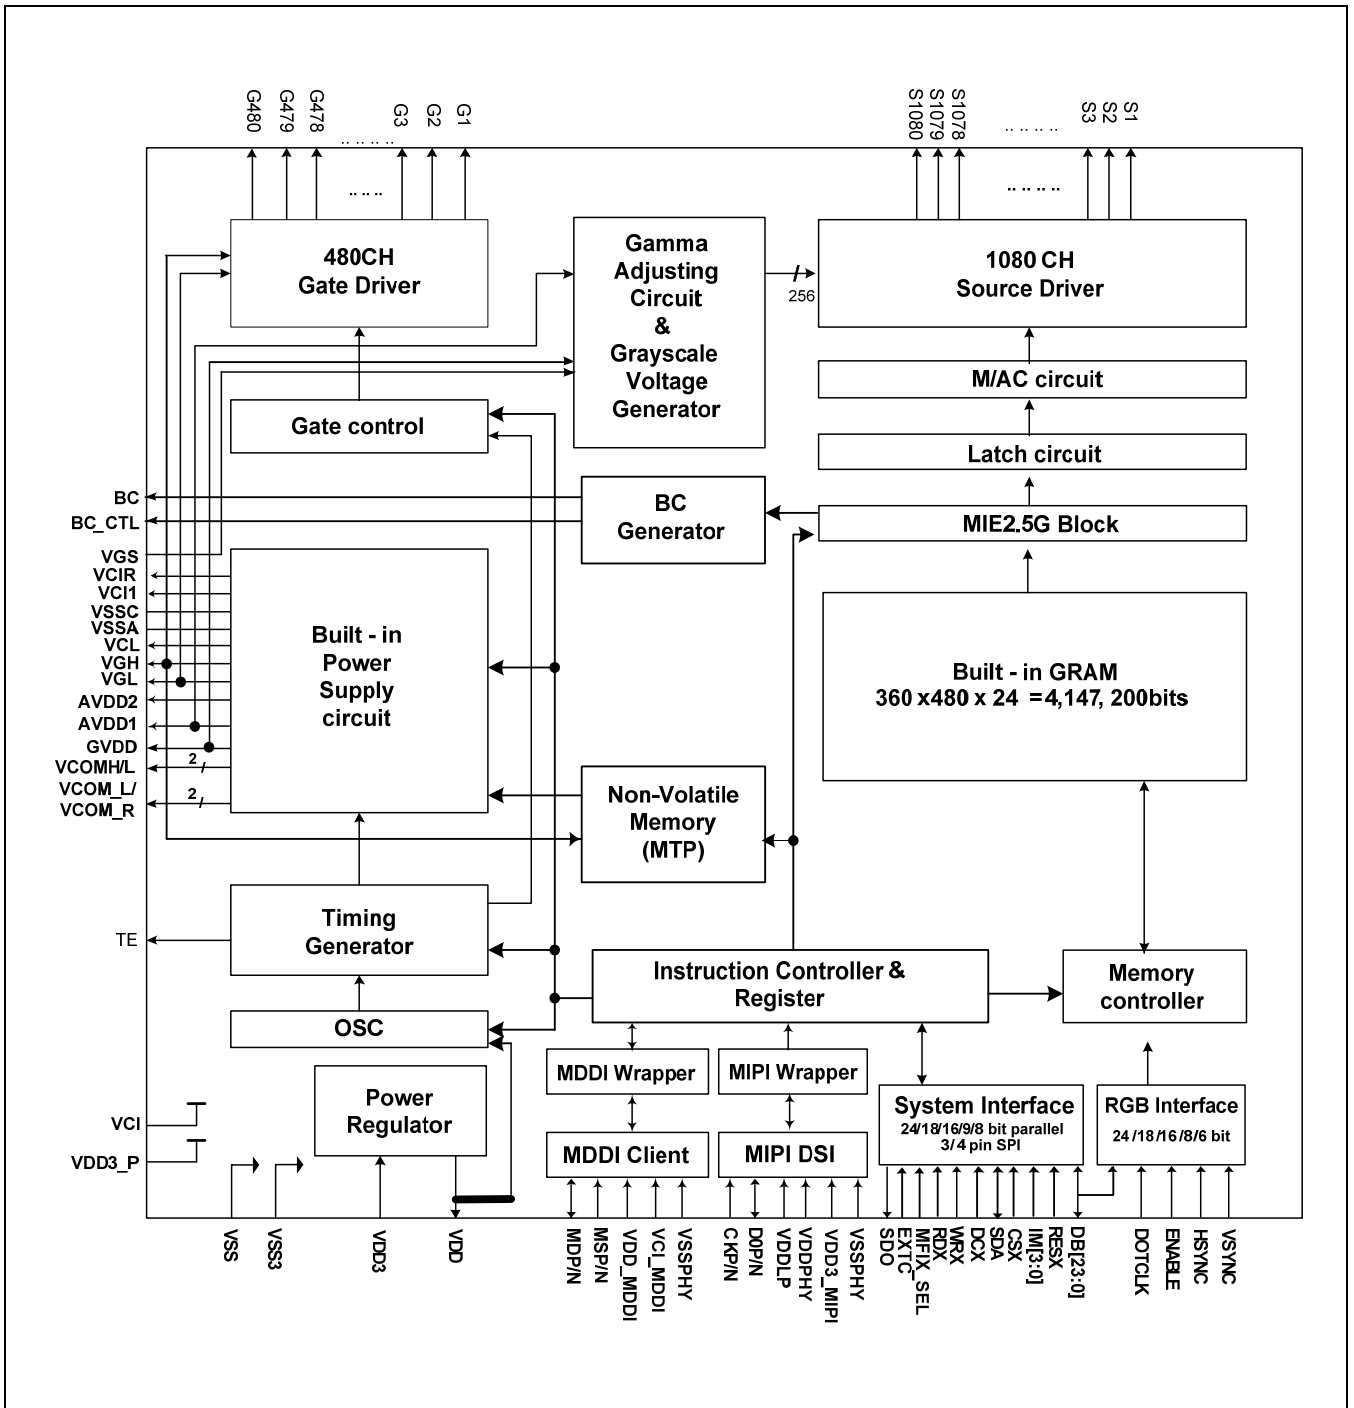 G480
G479
G478
.. .. .. ..
G3
G2
G1
S1080
S1079
S1078
.. .. .. ..
S3
S2
S1
.. .. ..
.. .. .. ..
480CH
Gate Driver
Gamma
Adjusting
Circuit
&
Grayscale
Voltage
Generator
256
1080 CH
Source Driver
M/AC circuit
Gate control
Latch circuit
BC
BC_CTL
BC
Generator
MIE2.5G Block
VGS
VCIR
VCI1
VSSC
VSSA
VCL
VGH
VGL
AVDD2
AVDD1
GVDD
VCOMH/L
2
VCOM_L/
VCOM_R
2
Built - in
Power
Supply
circuit
Built - in GRAM
360 x480 x 24 =4,147, 200bits
Non-Volatile
Memory
(MTP)
TE
Timing
Generator
Instruction Controller &
Register
Memory
controller
OSC
MDDI Wrapper
MIPI Wrapper
Power
Regulator
System Interface
24/18/16/9/8 bit parallel
3/ 4 pin SPI
RGB Interface
24 /18 /16 /8/6 bit
VCI
VDD3_P
MDDI Client
MIPI DSI
VSS
VSS3
VDD3
VDD
MDP/N
MSP/N
VDD_MDDI
VCI_MDDI
VSSPHY
CKP/N
D0P/N
VDDLP
VDDPHY
VDD3_MIPI
VSSPHY
SDO
EXTC
MFIX_SEL
RDX
WRX
DCX
SDA
CSX
IM[3:0]
RESX
DB[23:0]
DOTCLK
ENABLE
HSYNC
VSYNC